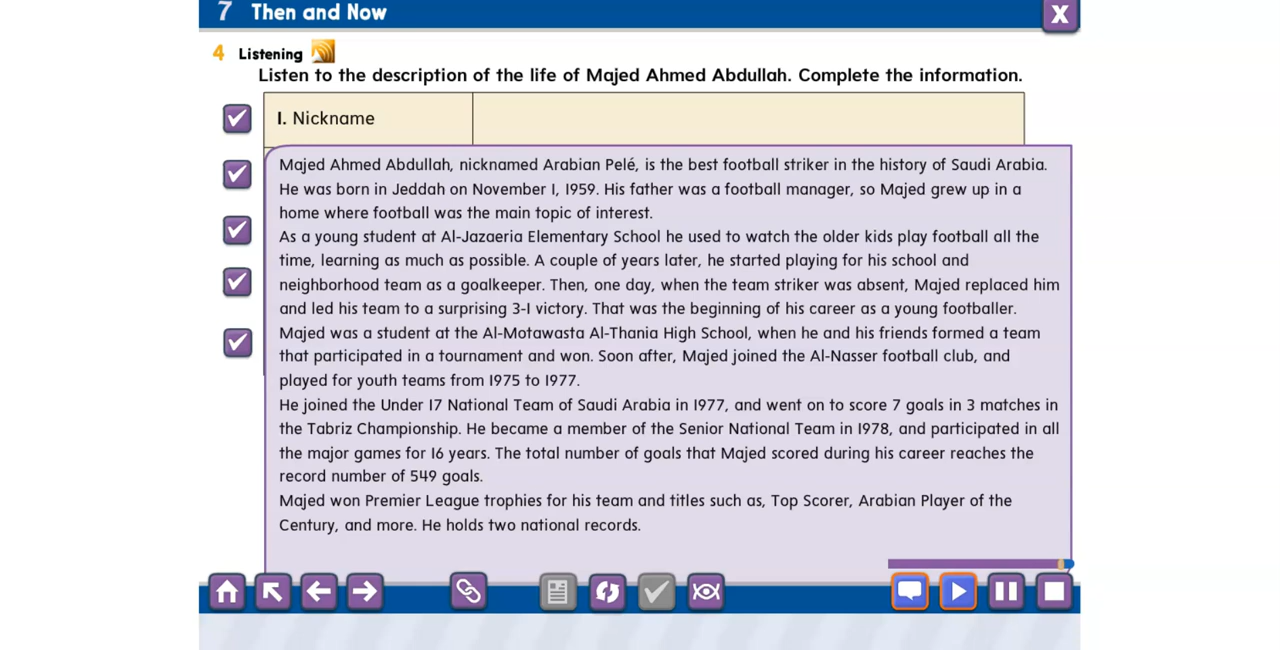 7 Then and Now
X
4 Listening
Listen to the description of the life of Majed Ahmed Abdullah. Complete the information.
1. Nickname
Majed Ahmed Abdullah, nicknamed Arabian Pelé, is the best football striker in the history of Saudi Arabia.
He was born in Jeddah on November 1, 1959. His father was a football manager, so Majed grew up in a
home where football was the main topic of interest.
As a young student at Al-Jazaeria Elementary School he used to watch the older kids play football all the
time, learning as much as possible. A couple of years later, he started playing for his school and
neighborhood team as a goalkeeper. Then, one day, when the team striker was absent, Majed replaced him
and led his team to a surprising 3-1 victory. That was the beginning of his career as a young footballer.
Majed was a student at the Al-Motawasta Al-Thania High School, when he and his friends formed a team
that participated in a tournament and won. Soon after, Majed joined the Al-Nasser football club, and
played for youth teams from 1975 to 1977.
He joined the Under 17 National Team of Saudi Arabia in 1977, and went on to score 7 goals in 3 matches in
the Tabriz Championship. He became a member of the Senior National Team in 1978, and participated in all
the major games for 16 years. The total number of goals that Majed scored during his career reaches the
record number of 549 goals.
Majed won Premier League trophies for his team and titles such as, Top Scorer, Arabian Player of the
Century, and more. He holds two national records.